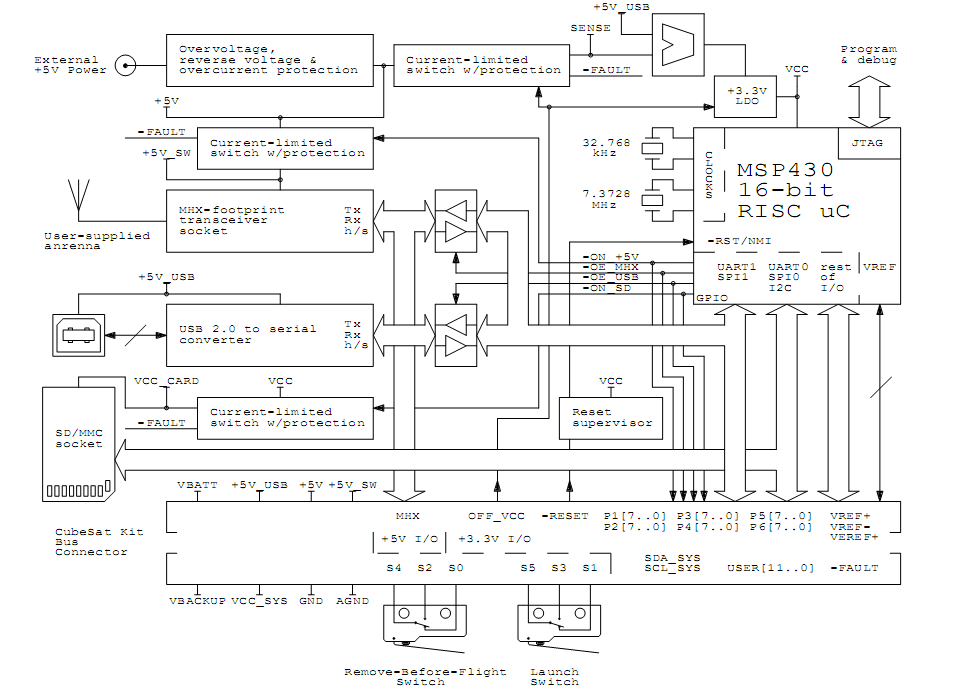 +5V_USB
SENSE
External
+5V Power
Overvoltage,
reverse voltage &
overcurrent protection
Current-limited
switch w/protection
-FAULT
+3.3V
LDO
VCC
Program
& debug
+5V
-FAULT
+5V_SW
Current-limited
switch w/protection
32.768
kHz
7.3728
MHz
CLOCKS
JTAG
MSP430
16-bit
RISC uC
MHX-footprint
transceiver
socket
Tx
Rx
h/s
User-supplied
anrenna
-RST/NMI
-ON_+5V
-OE_MHX
-OE_USB
-ON_SD
UART1
SPI1
UART0
SPI0
I2C
rest
of
I/O
VREF
GPIO
+5V_USB
USB 2.0 to serial
converter
Tx
Rx
h/s
VCC_CARD
VCC
-FAULT
Current-limited
switch w/protection
VCC
Reset
supervisor
SD/MMC
socket
VBATT
+5V_USB
+5V
+5V_SW
CubeSat Kit
Bus
Connector
MHX
OFF_VCC
-RESET
P1[7..0]
P2[7..0]
P3[7..0]
P4[7..0]
P5[7..0]
P6[7..0]
VREF+
VREF-
VEREF+
+5V I/O
+3.3V I/O
S4
S2
S0
S5
S3
S1
SDA_SYS
SCL_SYS
USER[11..0]
-FAULT
VBACKUP
VCC_SYS
GND
AGND
Remove-Before-Flight
Switch
Launch
Switch